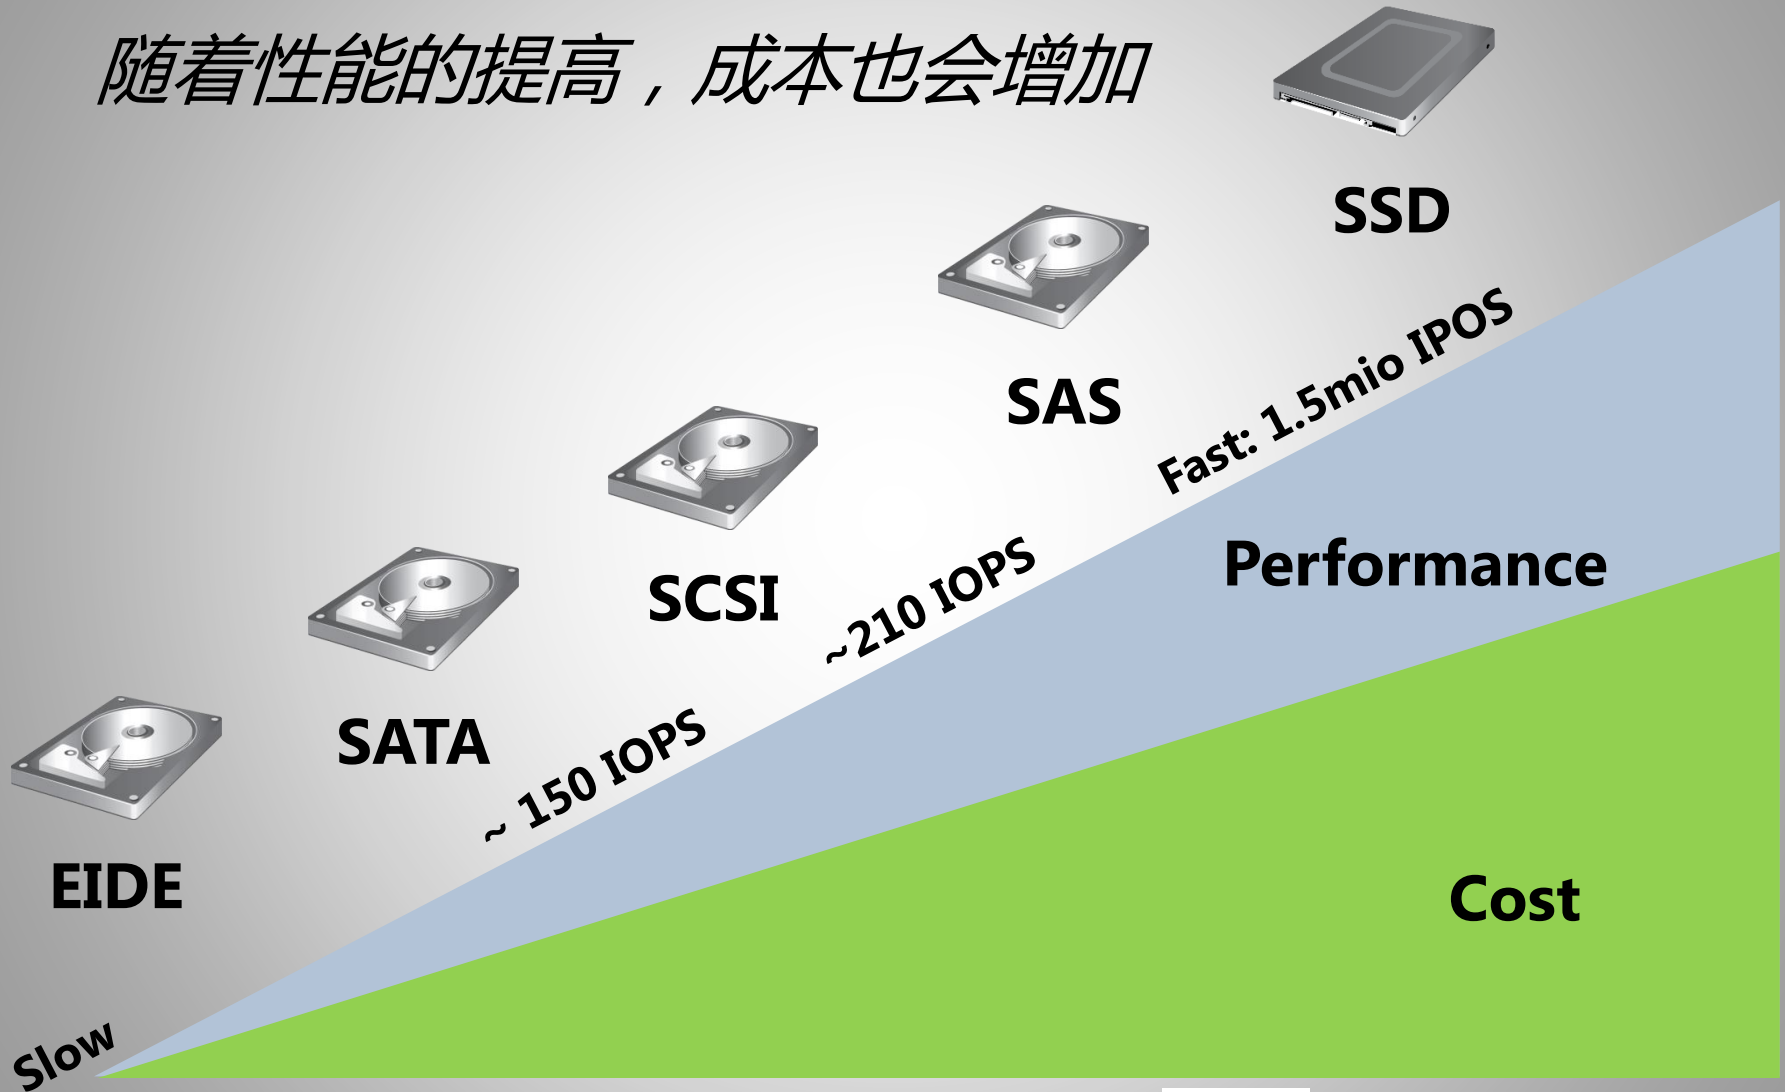 随着性能的提高，成本也会增加
SSD
SAS
Fast: 1.5mio IPOS
SCSI
~210 IOPS
Performance
SATA
~ 150 IOPS
EIDE
Cost
Slow